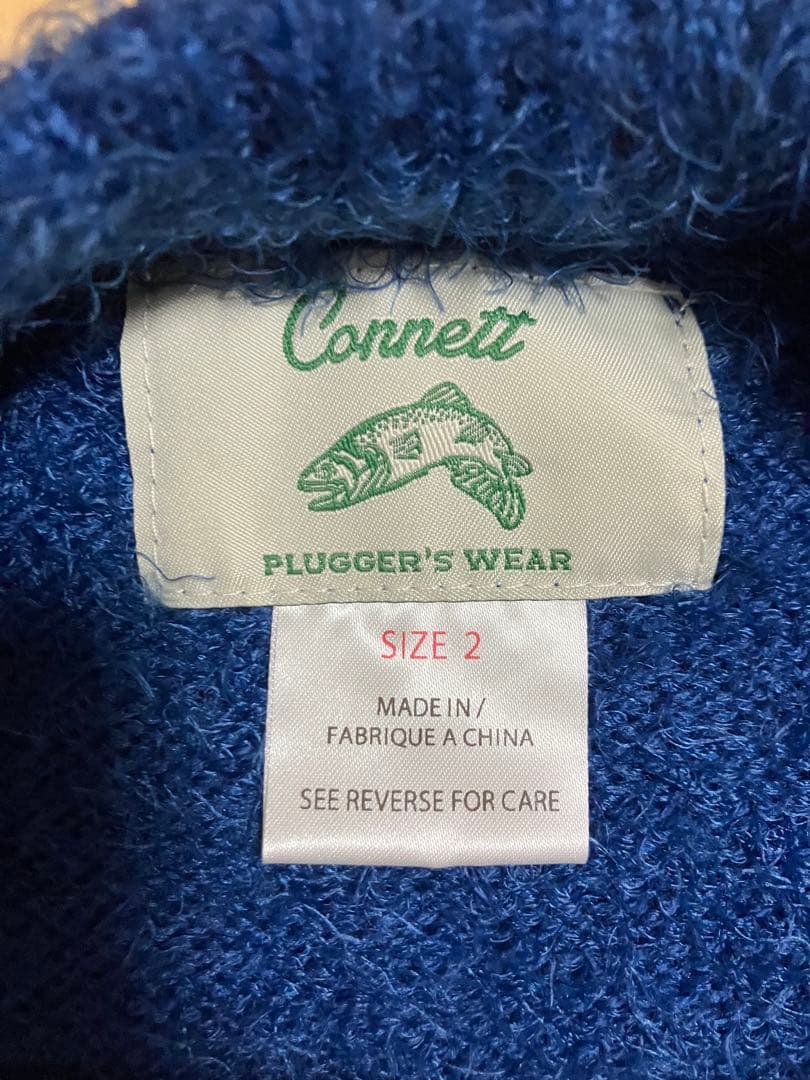 Connett
PLUGGER'S WEAR
SIZE 2
MADE IN /
FABRIQUE A CHINA
SEE REVERSE FOR CARE